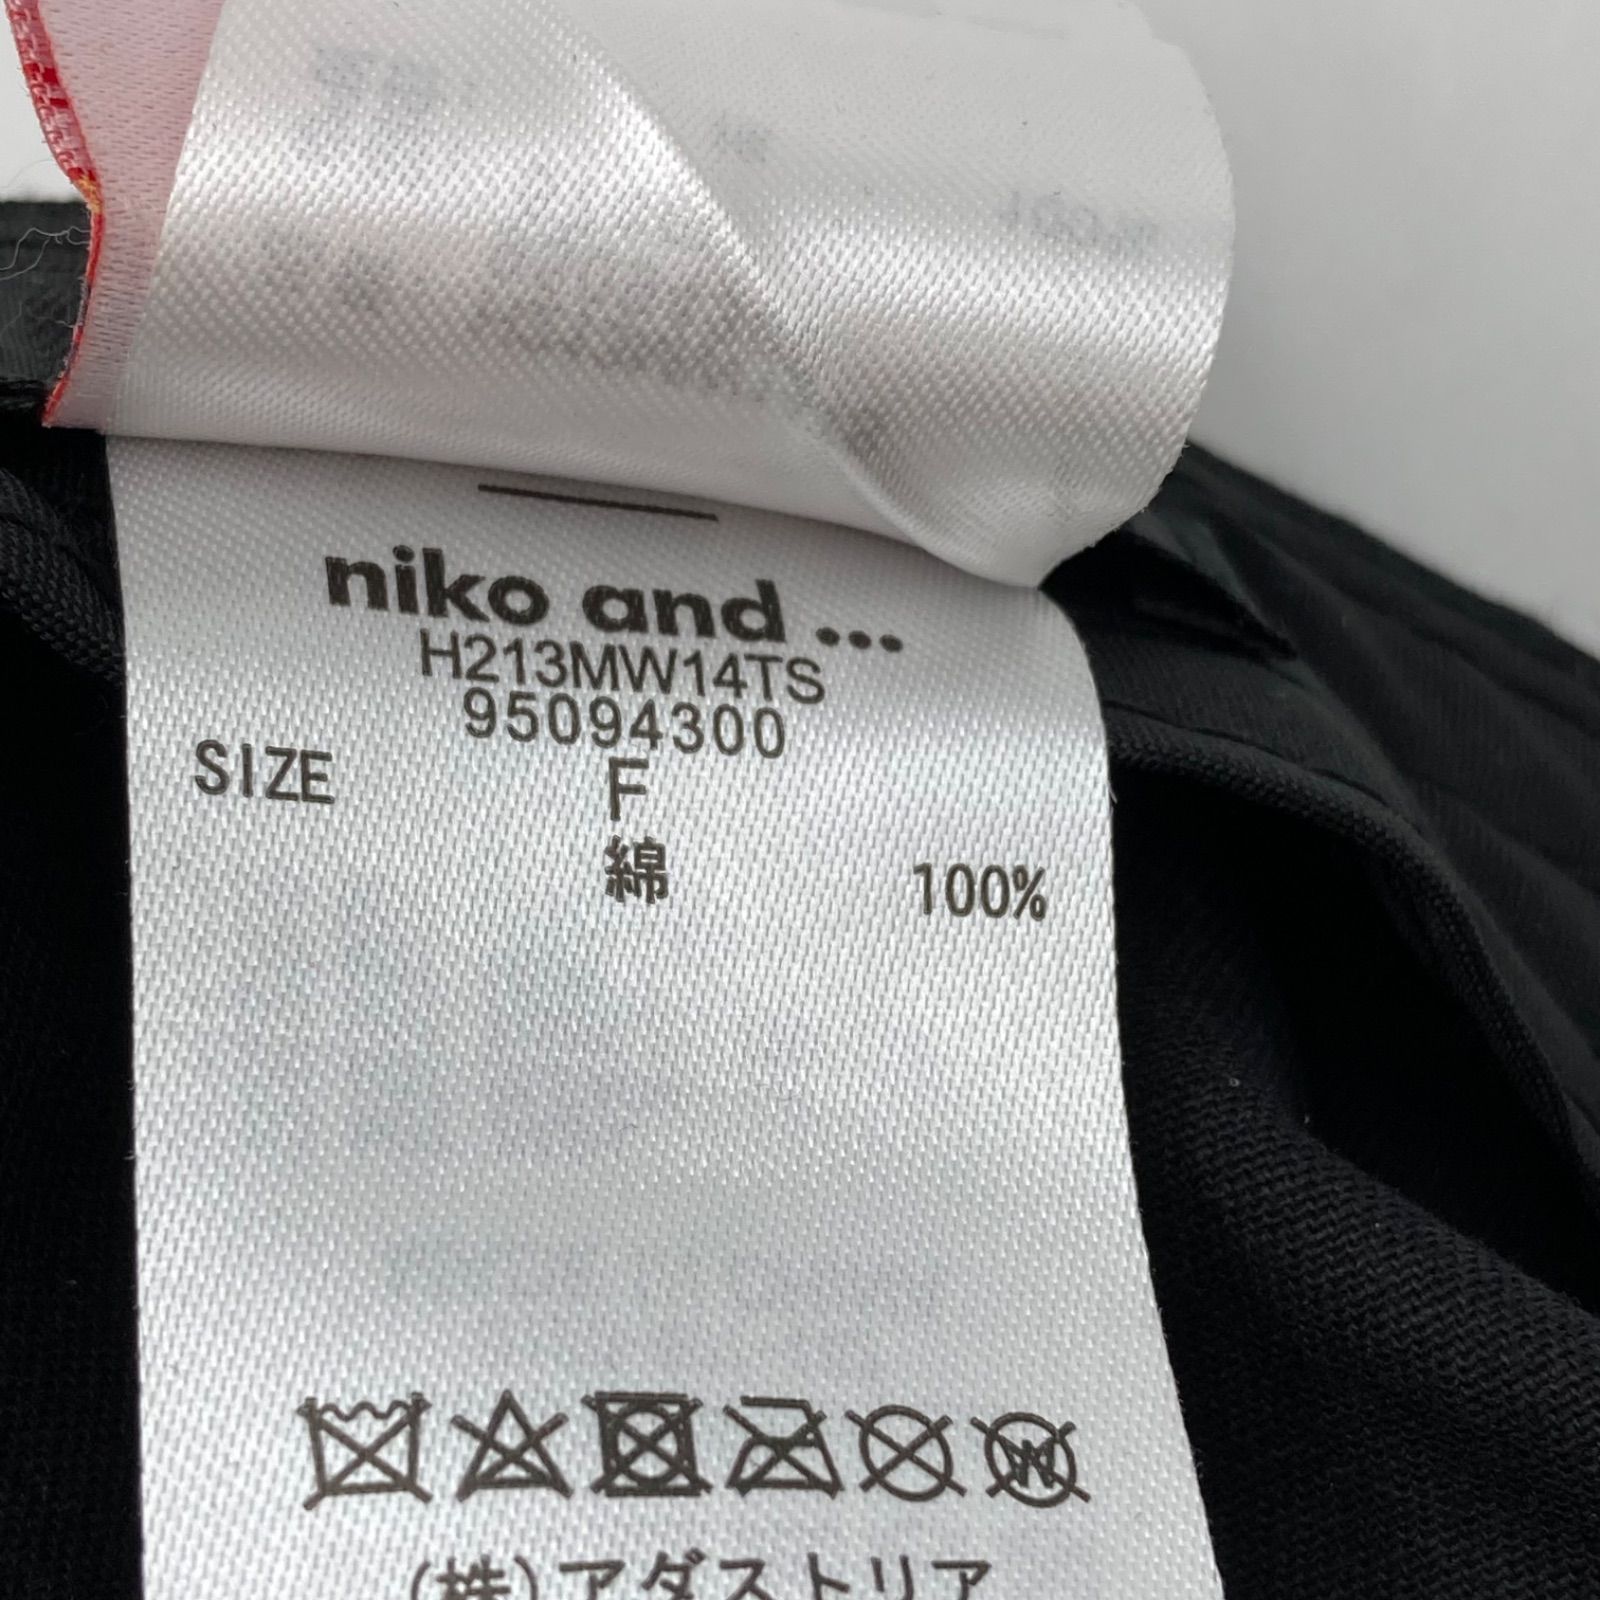 niko and ...
H213MW14TS
95094300
SIZE F
綿 100%
(株)アダストリア